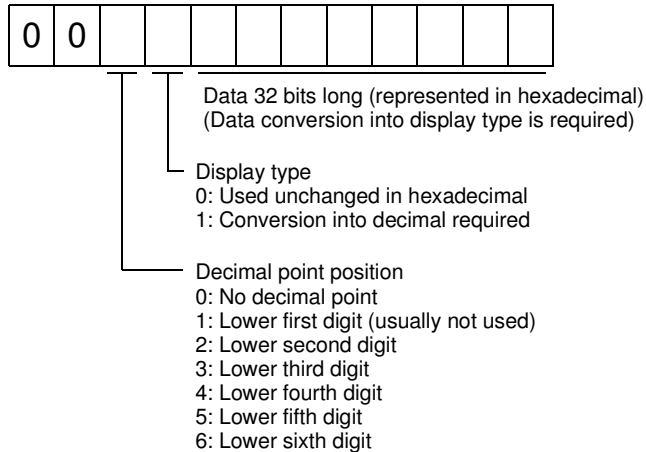 0 0
Data 32 bits long (represented in hexadecimal)
(Data conversion into display type is required)
Display type
0: Used unchanged in hexadecimal
1: Conversion into decimal required
Decimal point position
0: No decimal point
1: Lower first digit (usually not used)
2: Lower second digit
3: Lower third digit
4: Lower fourth digit
5: Lower fifth digit
6: Lower sixth digit